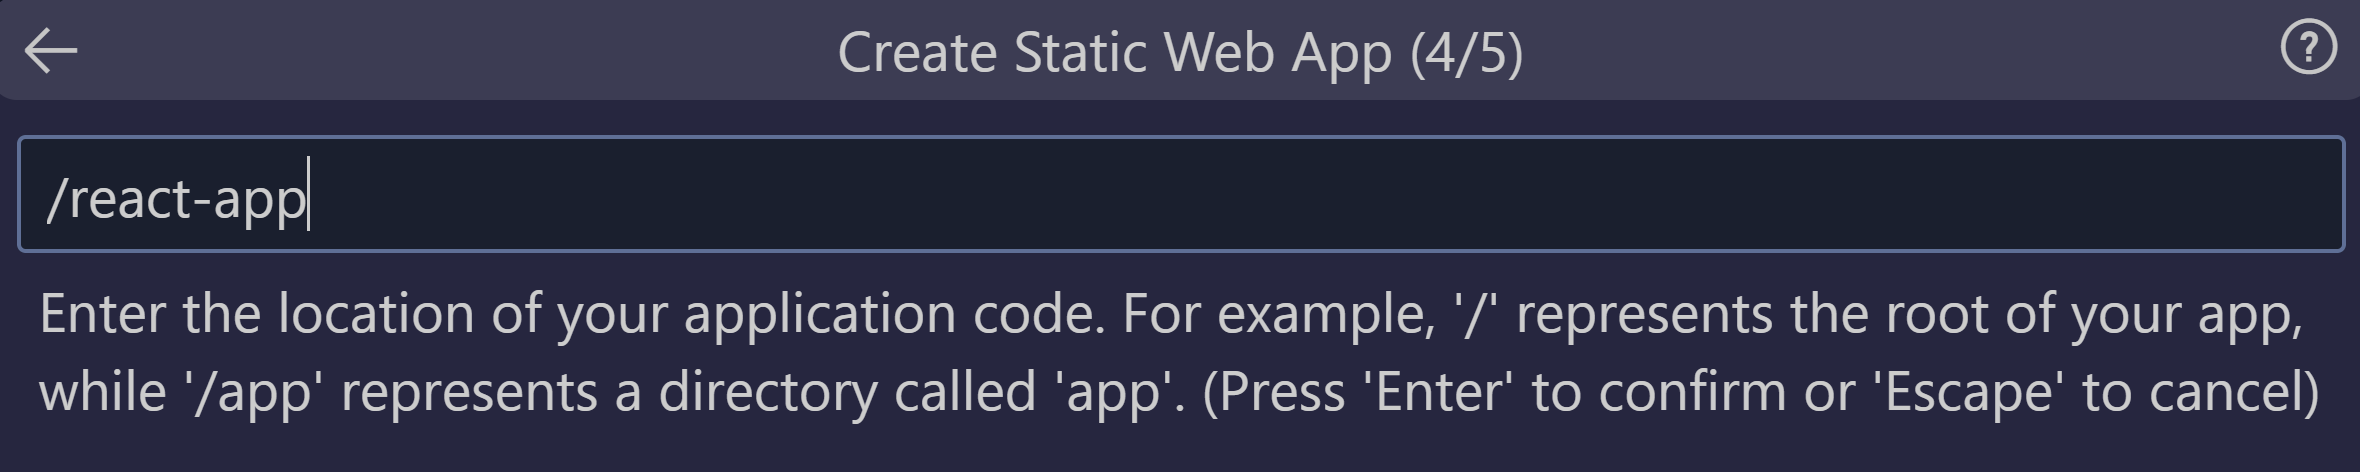 Create Static Web App (4/5)
?
/react-app
Enter the location of your application code. For example, '/' represents the root of your app,
while '/app' represents a directory called 'app'. (Press 'Enter' to confirm or 'Escape' to cancel)